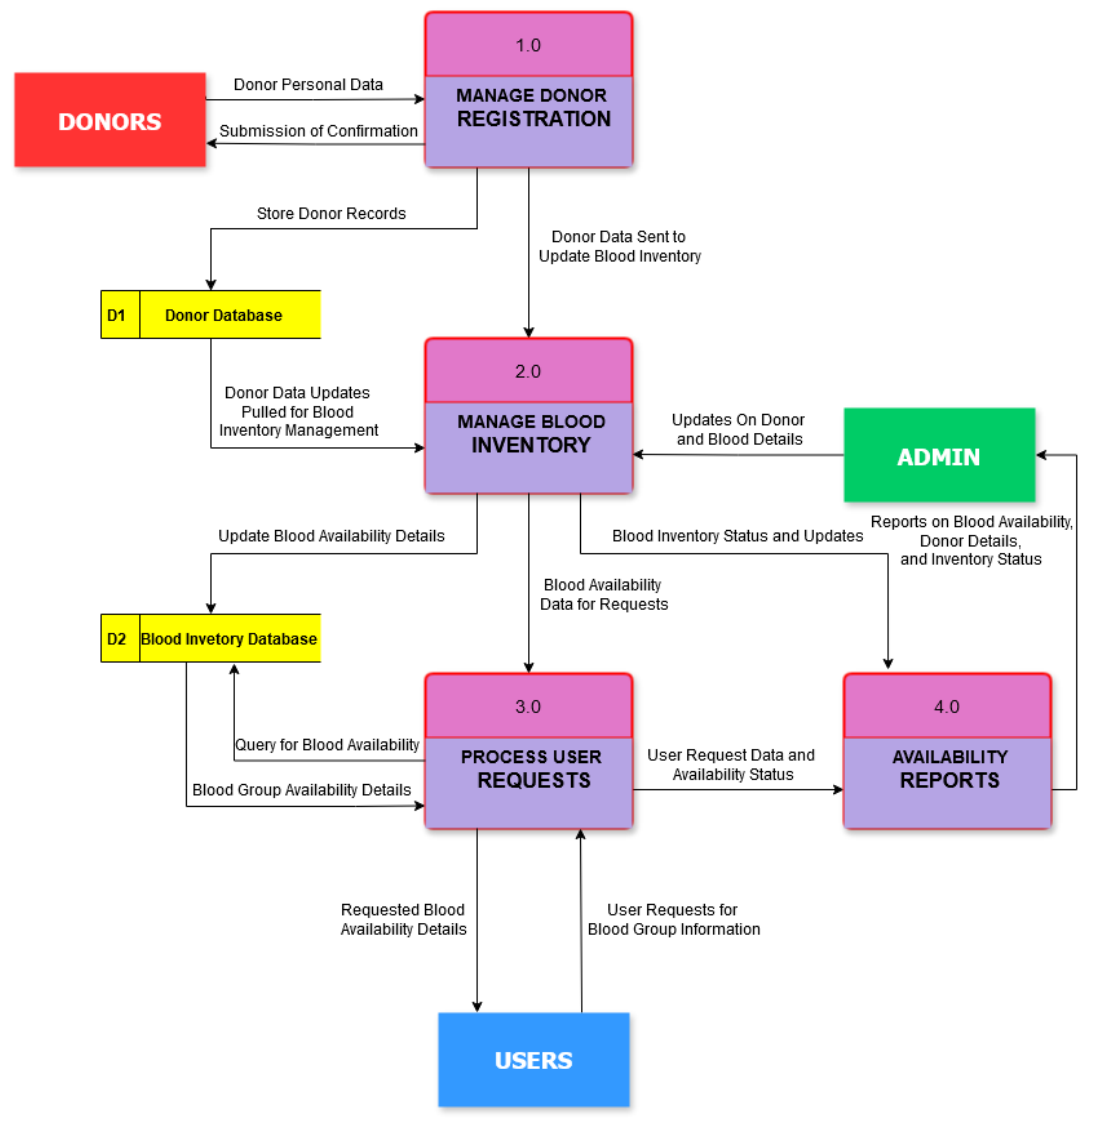 1.0
MANAGE DONOR
REGISTRATION
DONORS
Donor Personal Data
Submission of Confirmation
Store Donor Records
Donor Data Sent to
Update Blood Inventory
D1 Donor Database
Donor Data Updates
Pulled for Blood
Inventory Management
2.0
MANAGE BLOOD
INVENTORY
Updates On Donor
and Blood Details
ADMIN
Update Blood Availability Details
Blood Inventory Status and Updates
Reports on Blood Availability,
Donor Details,
and Inventory Status
Blood Availability
Data for Requests
D2 Blood Invetory Database
3.0
PROCESS USER
REQUESTS
Query for Blood Availability
Blood Group Availability Details
User Request Data and
Availability Status
4.0
AVAILABILITY
REPORTS
Requested Blood
Availability Details
User Requests for
Blood Group Information
USERS